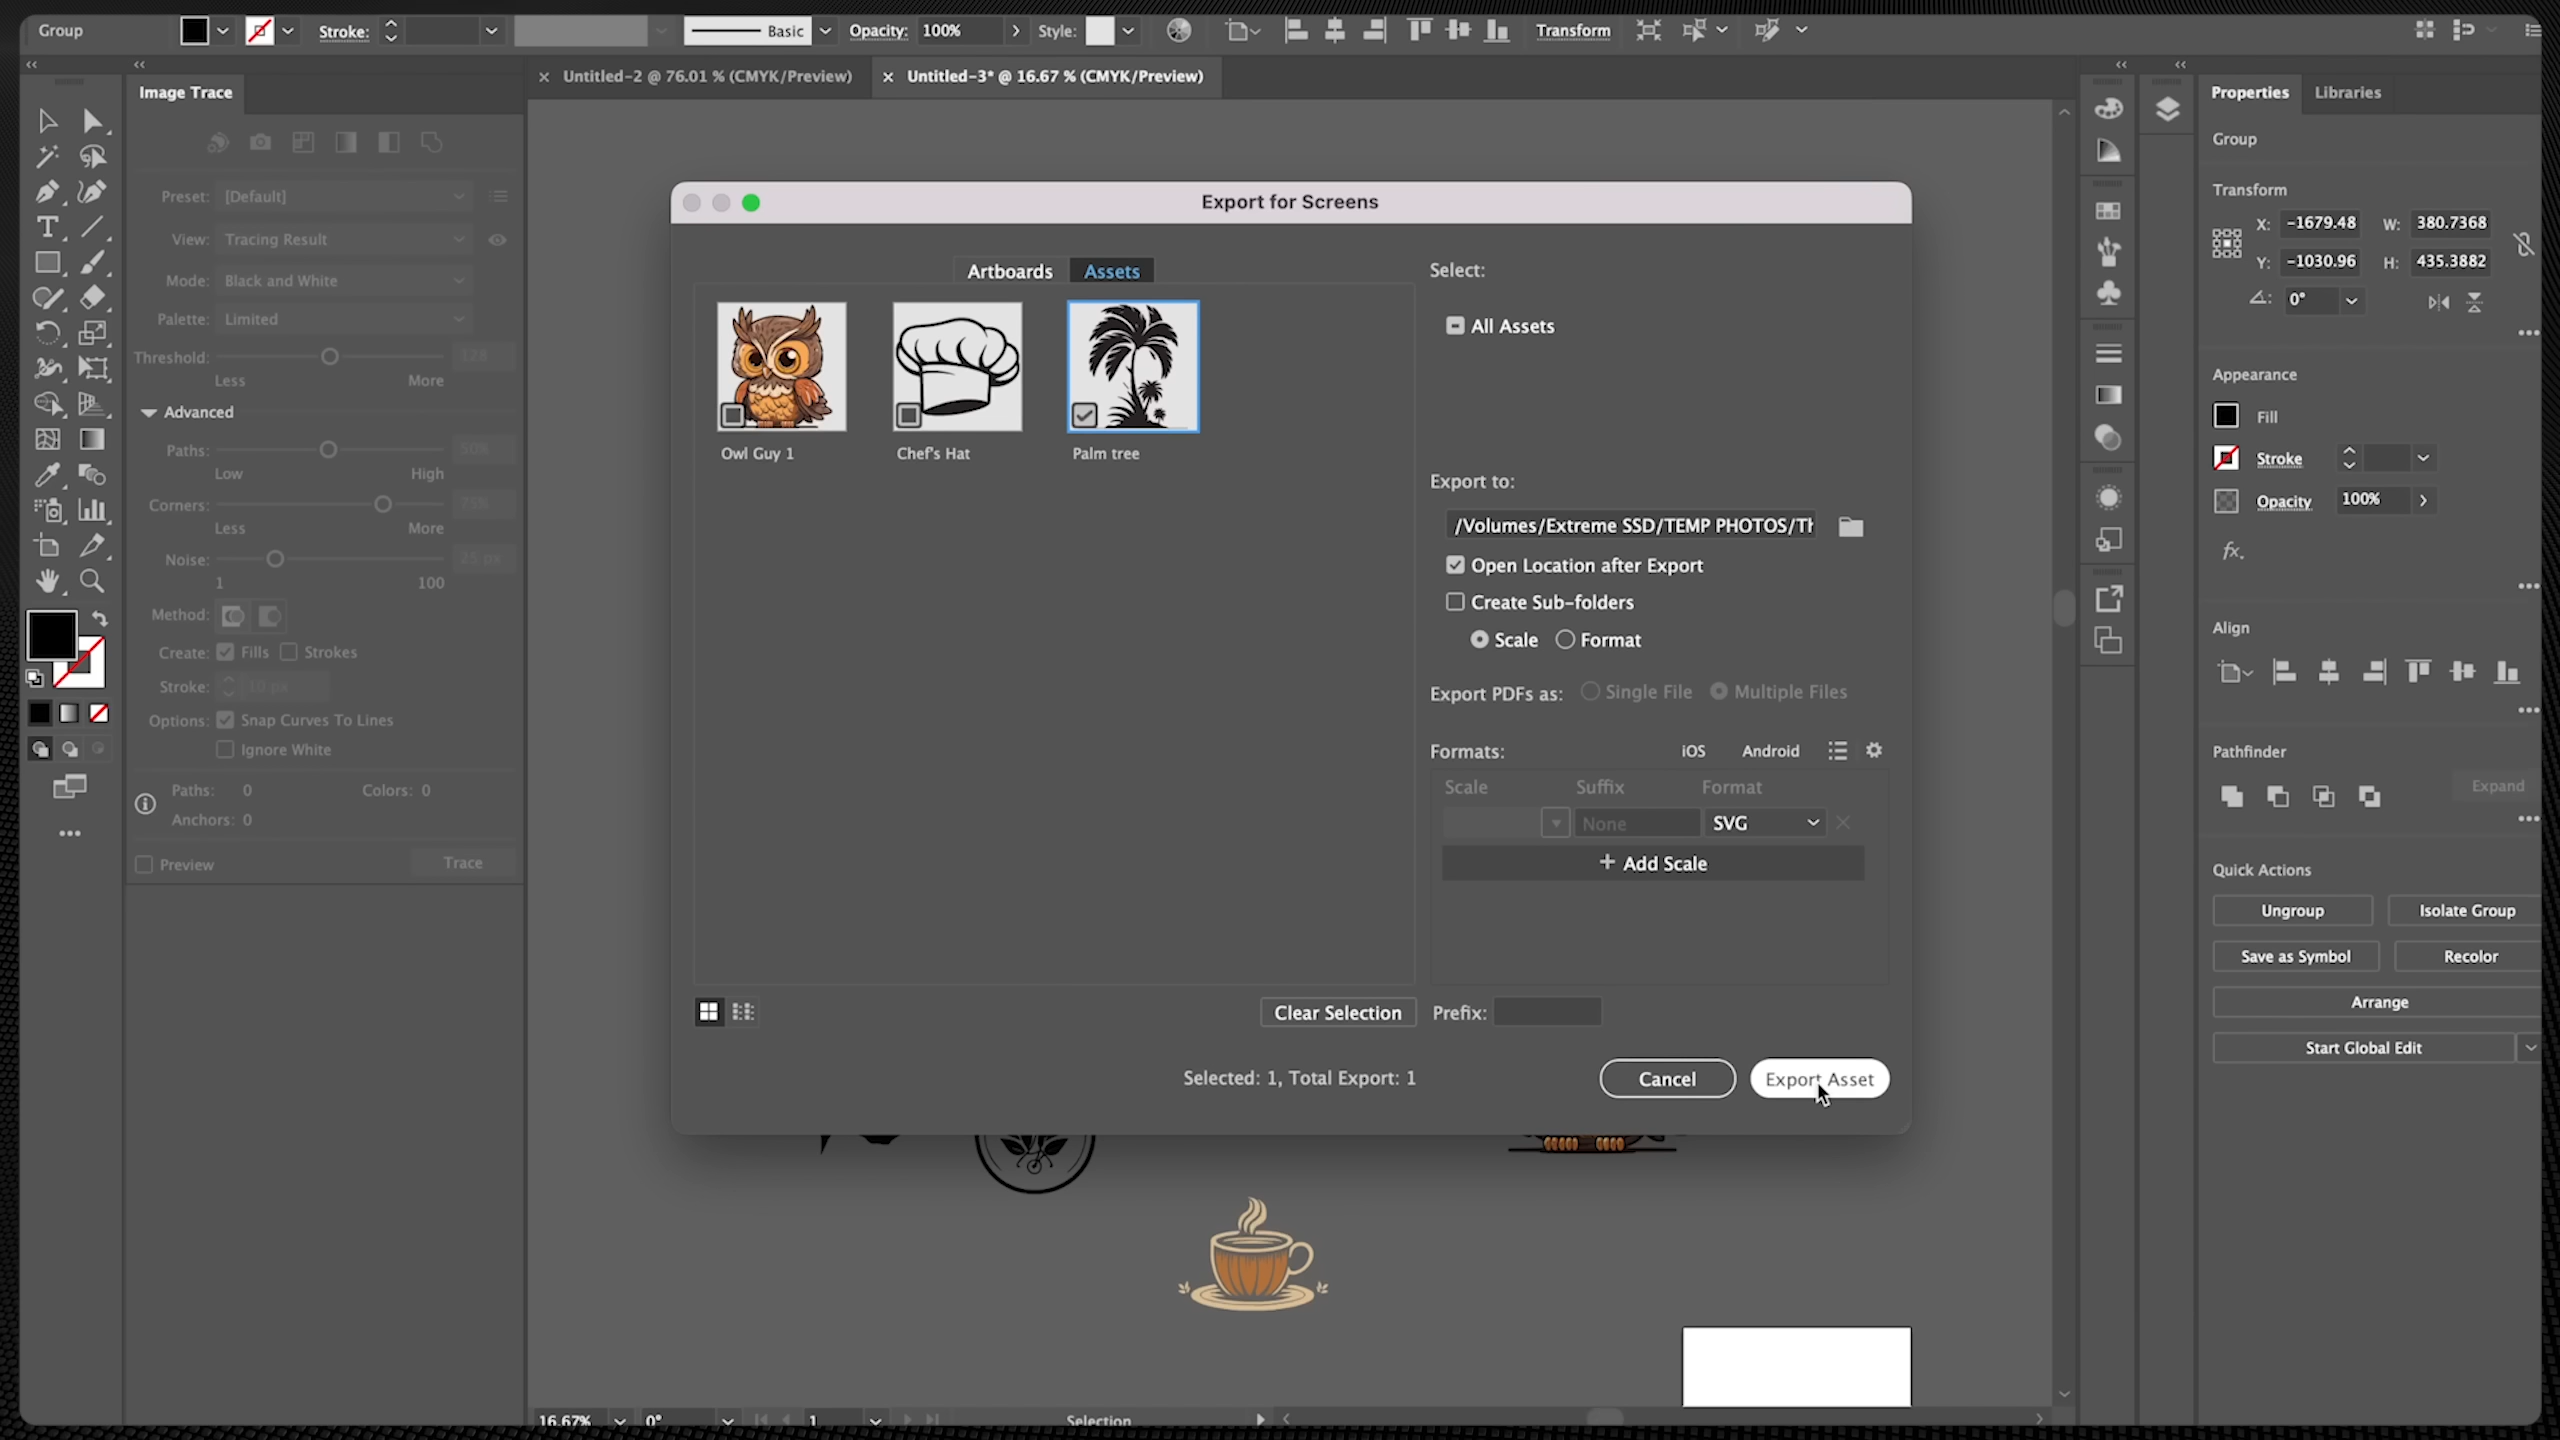 Group
Stroke:
Basic
Opacity:
100%
Style:
Transform
Image Trace
× Untitled-2 @ 76.01 % (CMYK/Preview)
× Untitled-3* @ 16.67 % (CMYK/Preview)
Preset:
[Default]
View:
Tracing Result
Mode:
Black and White
Palette:
Limited
Threshold:
128
Less
More
Advanced
Paths:
50%
Low
High
Corners:
75%
Less
More
Noise:
25 px
1
100
Method:
Create:
Fills
Strokes
Stroke:
10 px
Options:
Snap Curves To Lines
Ignore White
Paths: 0
Colors: 0
Anchors: 0
Preview
Trace
Export for Screens
Artboards
Assets
Owl Guy 1
Chef's Hat
Palm tree
Select:
All Assets
Export to:
/Volumes/Extreme SSD/TEMP PHOTOS/Th
Open Location after Export
Create Sub-folders
Scale
Format
Export PDFs as:
Single File
Multiple Files
Formats:
iOS
Android
Scale
Suffix
Format
None
SVG
+ Add Scale
Clear Selection
Prefix:
Selected: 1, Total Export: 1
Cancel
Export Asset
16.67%
0°
1
Selection
Properties
Libraries
Group
Transform
X: -1679.48
W: 380.7368
Y: -1030.96
H: 435.3882
0°
Appearance
Fill
Stroke
Opacity
100%
fx.
Align
Pathfinder
Expand
Quick Actions
Ungroup
Isolate Group
Save as Symbol
Recolor
Arrange
Start Global Edit